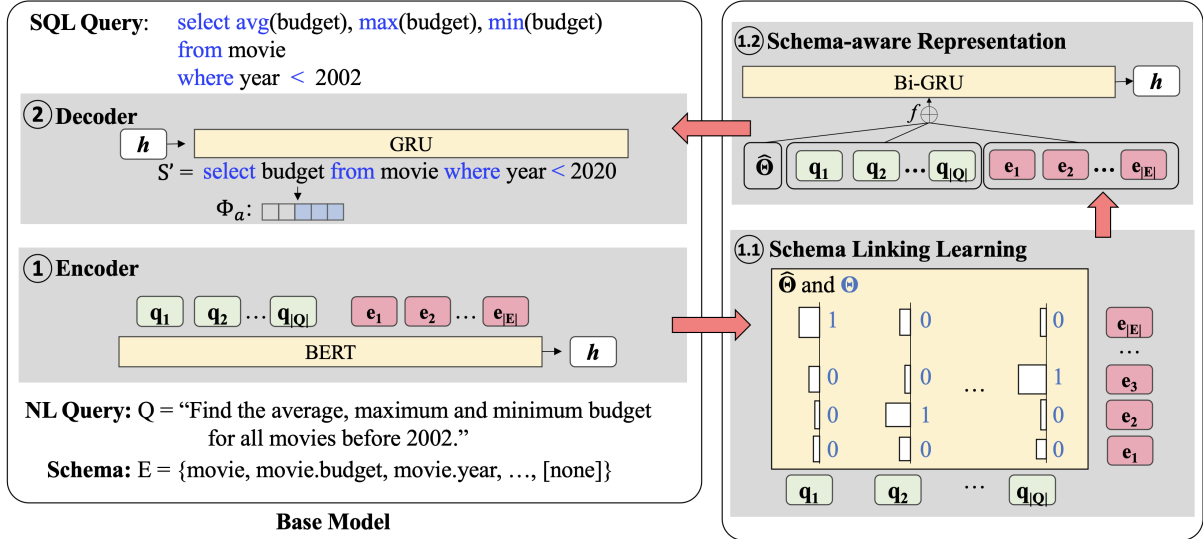 SQL Query: select avg(budget), max(budget), min(budget)
from movie
where year < 2002
2 Decoder
h
GRU
S' = select budget from movie where year < 2020
Φa:
1 Encoder
q1 q2 … q|Q| e1 e2 … e|E|
BERT
h
NL Query: Q = “Find the average, maximum and minimum budget
for all movies before 2002.”
Schema: E = {movie, movie.budget, movie.year, …, [none]}
Base Model
1.2 Schema-aware Representation
Bi-GRU
h
f
Θ̂ q1 q2 … q|Q| e1 e2 … e|E|
1.1 Schema Linking Learning
Θ̂ and Θ
1 0 0 e|E|
…
0 0 … 1 e3
0 1 0 e2
0 0 0 e1
q1 q2 … q|Q|